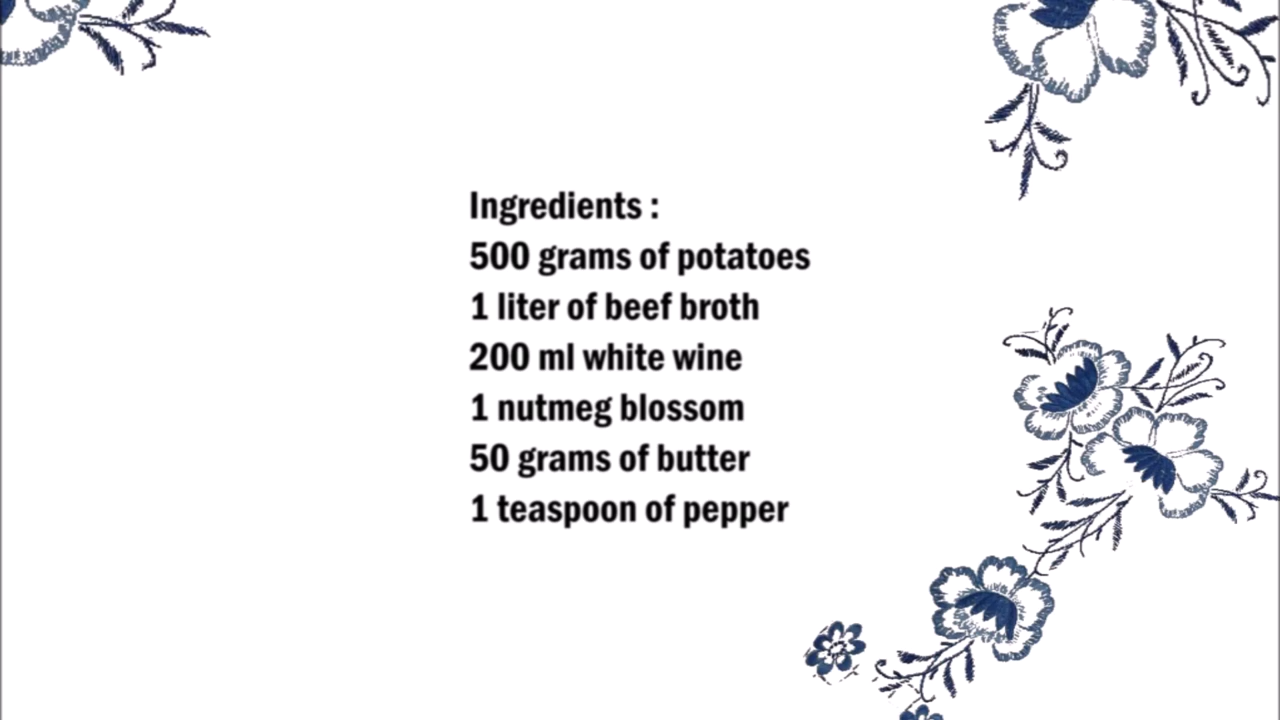 Ingredients :
500 grams of potatoes
1 liter of beef broth
200 ml white wine
1 nutmeg blossom
50 grams of butter
1 teaspoon of pepper